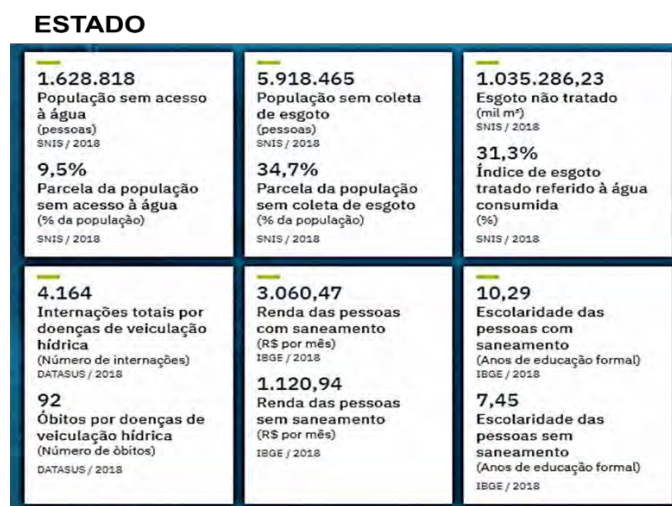 ESTADO
1.628.818
População sem acesso
à água
(pessoas)
SNIS / 2018
9,5%
Parcela da população
sem acesso à água
(% da população)
SNIS / 2018
5.918.465
População sem coleta
de esgoto
(pessoas)
SNIS / 2018
34,7%
Parcela da população
sem coleta de esgoto
(% da população)
SNIS / 2018
1.035.286,23
Esgoto não tratado
(mil m³)
SNIS / 2018
31,3%
Índice de esgoto
tratado referido à água
consumida
(%)
SNIS / 2018
4.164
Internações totais por
doenças de veiculação
hídrica
(Número de internações)
DATASUS / 2018
92
Óbitos por doenças de
veiculação hídrica
(Número de òbitos)
DATASUS / 2018
3.060,47
Renda das pessoas
com saneamento
(R$ por mês)
IBGE / 2018
1.120,94
Renda das pessoas
sem saneamento
(R$ por mês)
IBGE / 2018
10,29
Escolaridade das
pessoas com
saneamento
(Anos de educação formal)
IBGE / 2018
7,45
Escolaridade das
pessoas sem
saneamento
(Anos de educação formal)
IBGE / 2018